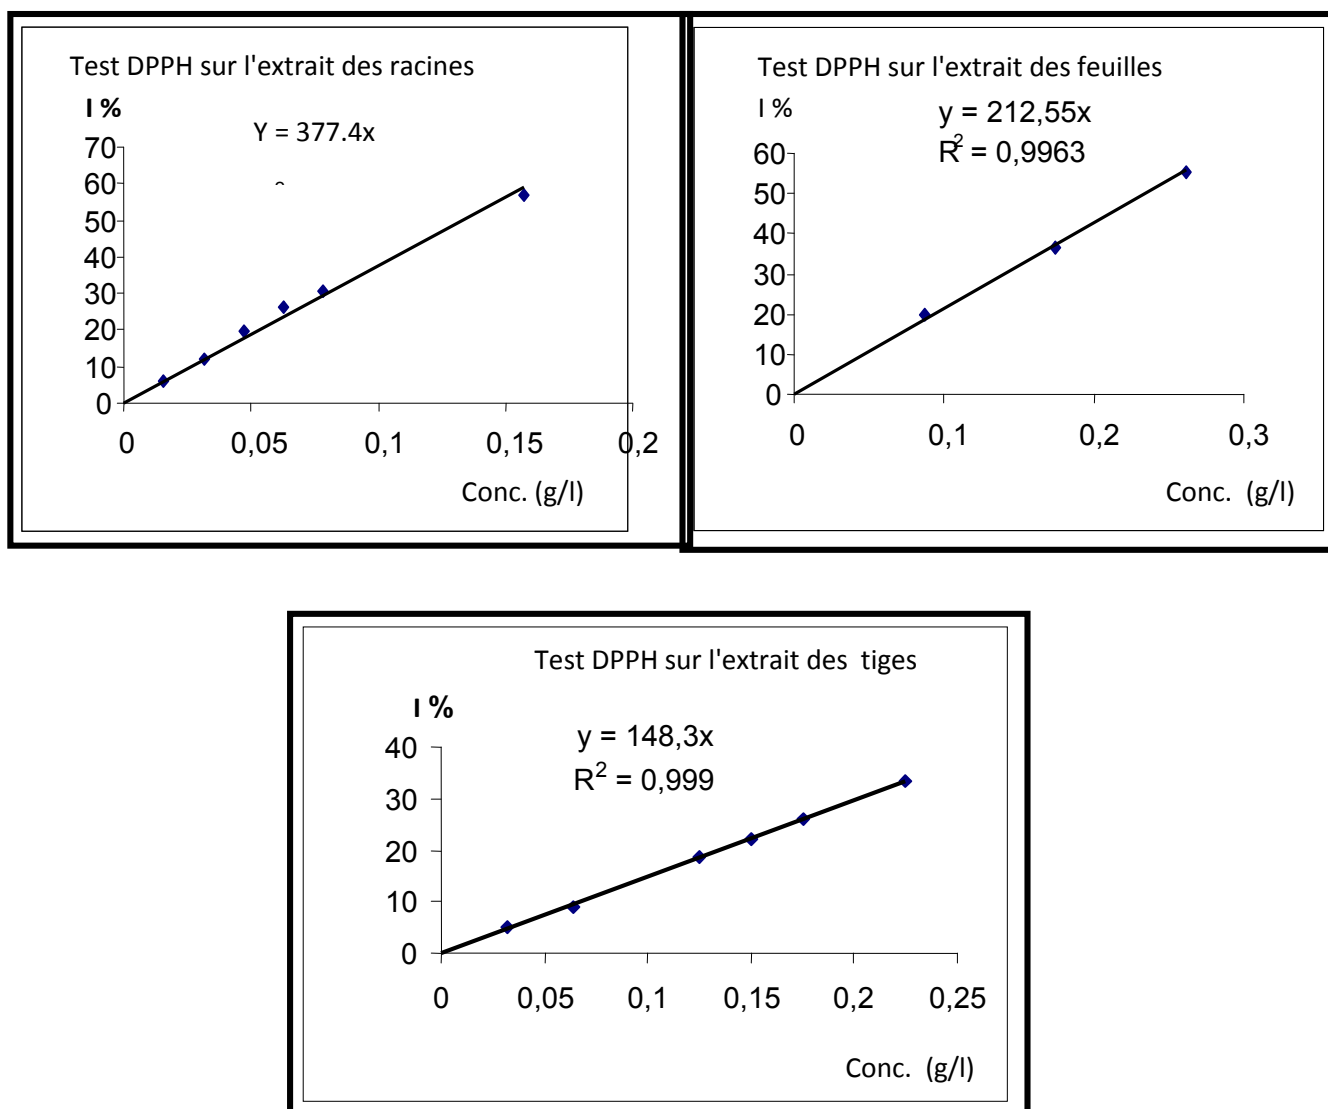 Test DPPH sur l'extrait des racines
I %
Y = 377.4x
70
60
50
40
30
20
10
0
0 0,05 0,1 0,15 0,2
Conc. (g/l)
Test DPPH sur l'extrait des feuilles
I %
y = 212,55x
R² = 0,9963
60
50
40
30
20
10
0
0 0,1 0,2 0,3
Conc. (g/l)
Test DPPH sur l'extrait des tiges
I %
y = 148,3x
R² = 0,999
40
30
20
10
0
0 0,05 0,1 0,15 0,2 0,25
Conc. (g/l)